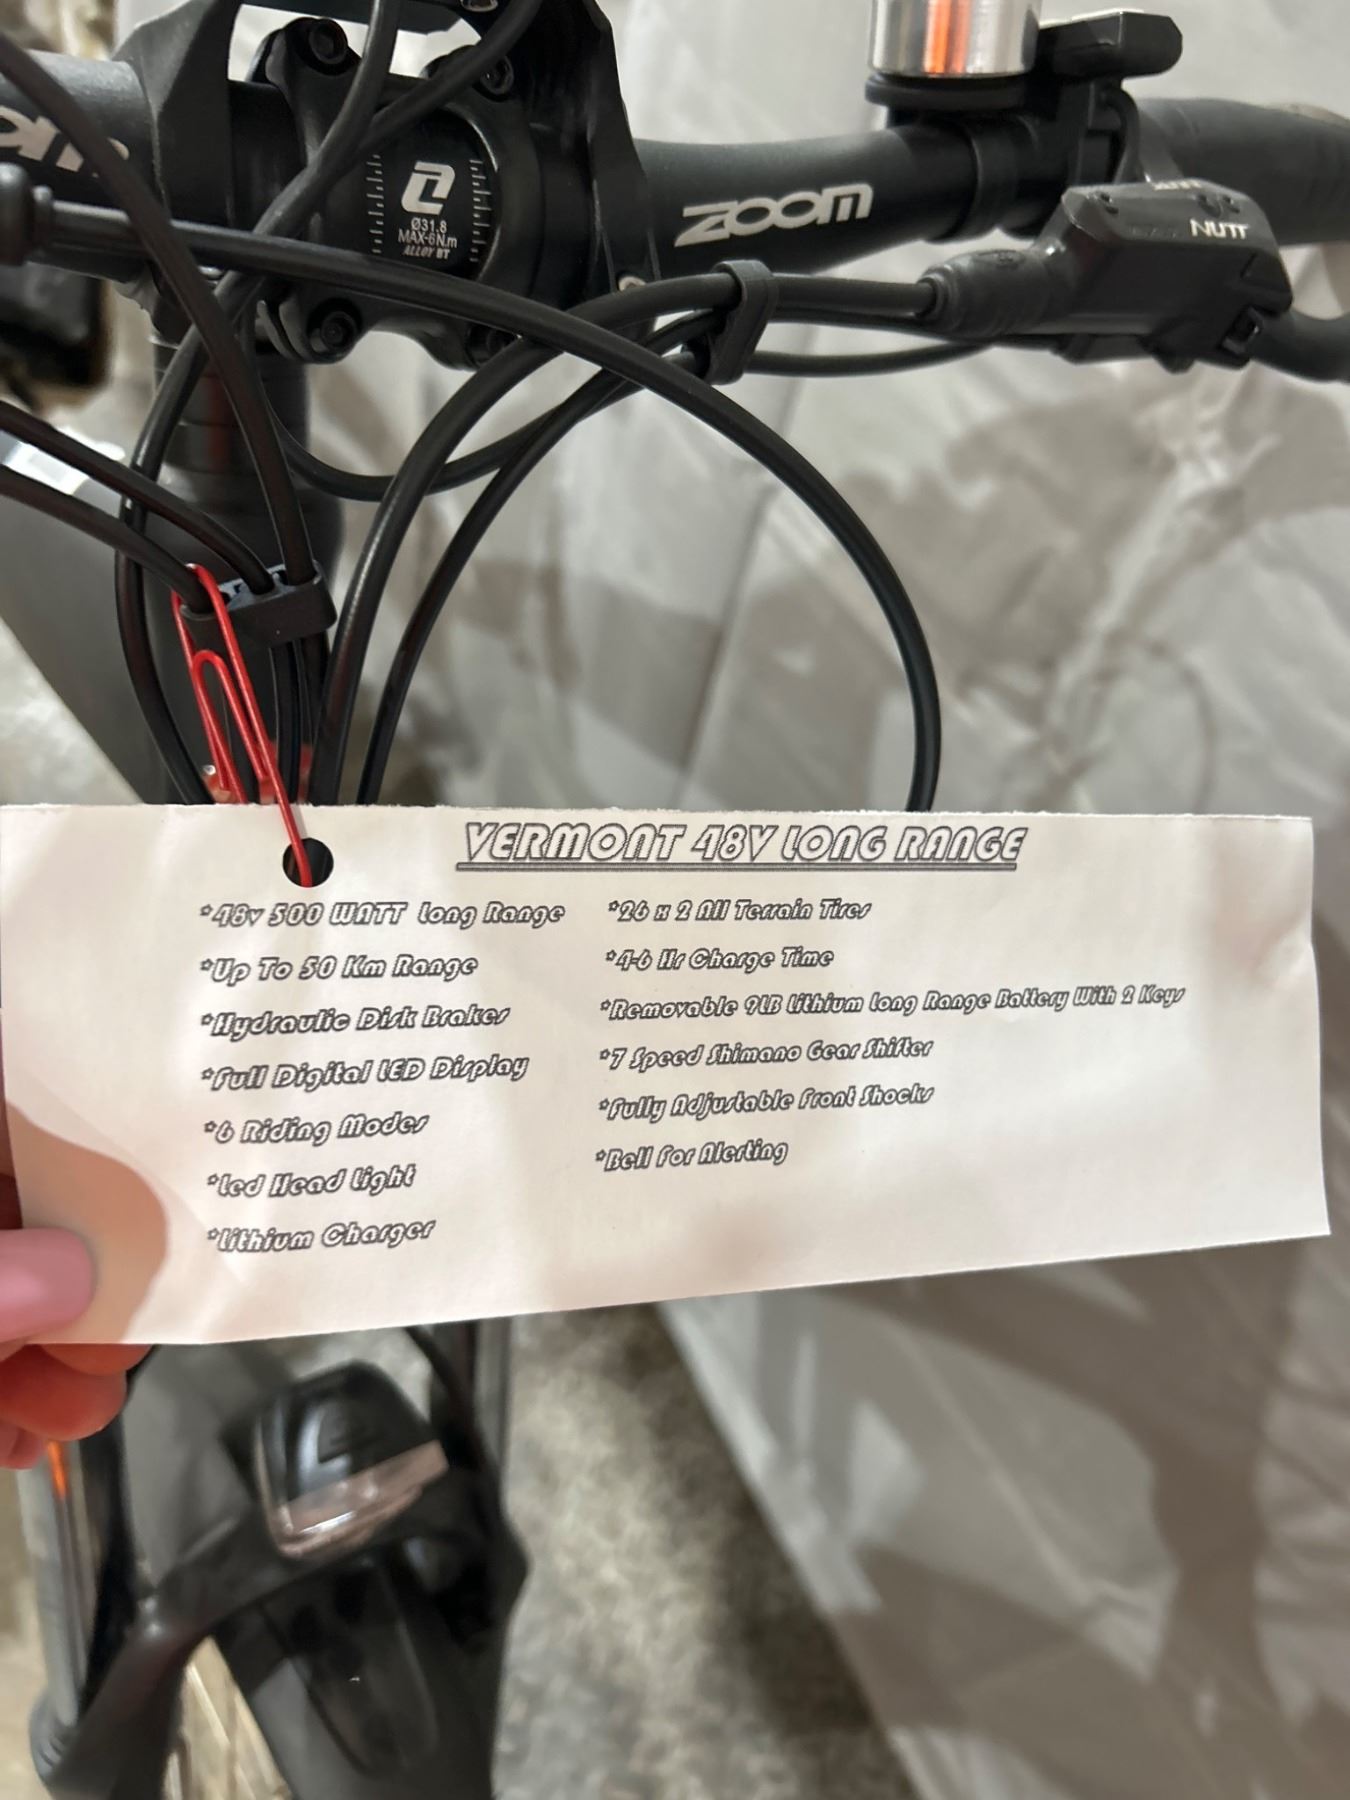 ZOOM
Ø31.8
MAX-6N.m
ALLOY BT
NUTT
VERMONT 48V LONG RANGE
*48v 500 WATT Long Range
*Up To 50 Km Range
*Hydraulic Disk Brakes
*Full Digital LED Display
*6 Riding Modes
*Led Head Light
*Lithium Charger
*26 x 2 All Terrain Tires
*4-6 Hr Charge Time
*Removable 9LB Lithium Long Range Battery With 2 Keys
*7 Speed Shimano Gear Shifter
*Fully Adjustable Front Shocks
*Bell For Alerting